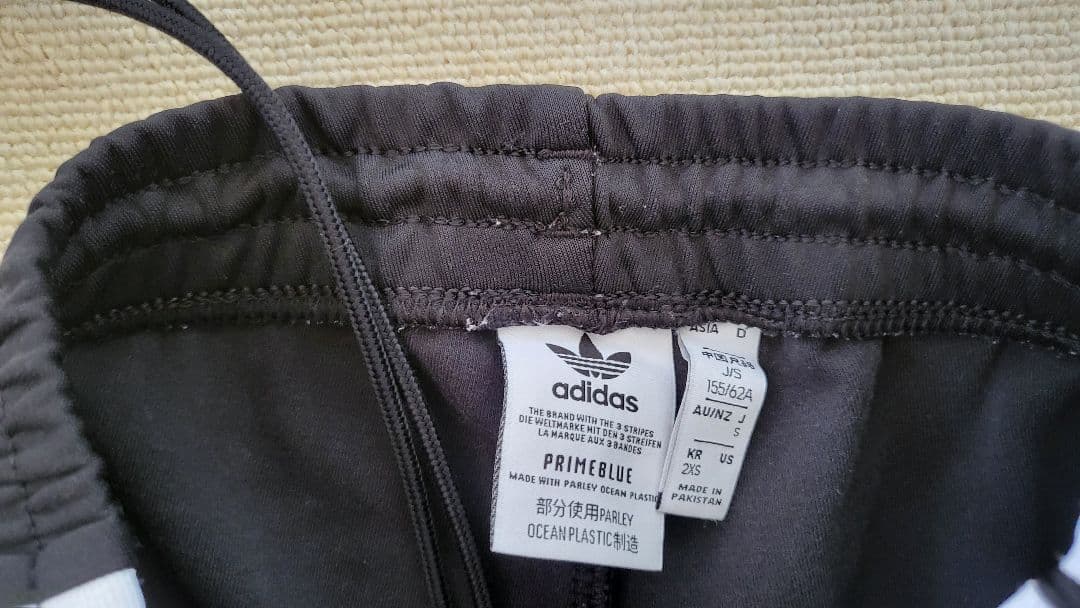 adidas
THE BRAND WITH THE 3 STRIPES
DIE WELTMARKE MIT DEN 3 STREIFEN
LA MARQUE AUX 3 BANDES
PRIMEBLUE
MADE WITH PARLEY OCEAN PLASTIC
部分使用PARLEY
OCEAN PLASTIC制造
ASIA D
J/S
155/62A
AU/NZ J
S
KR US
2XS
MADE IN
PAKISTAN